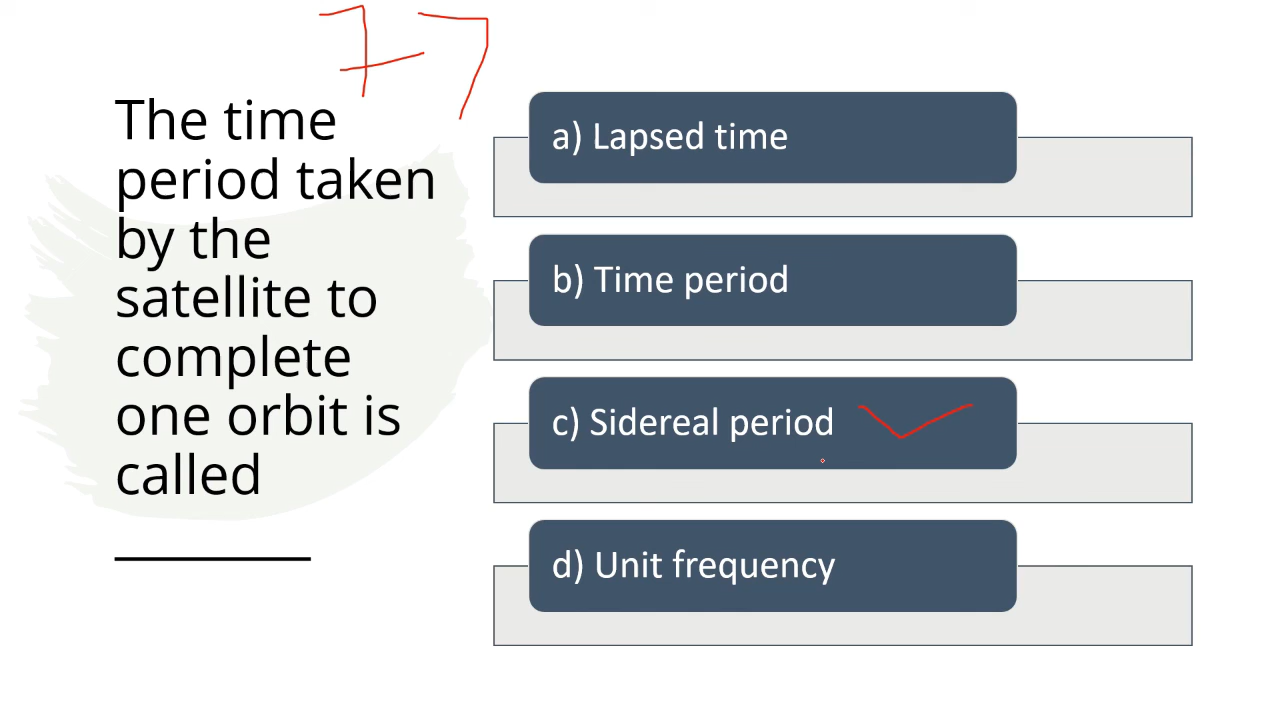 77
The time
period taken
by the
satellite to
complete
one orbit is
called
a) Lapsed time
b) Time period
c) Sidereal period
d) Unit frequency